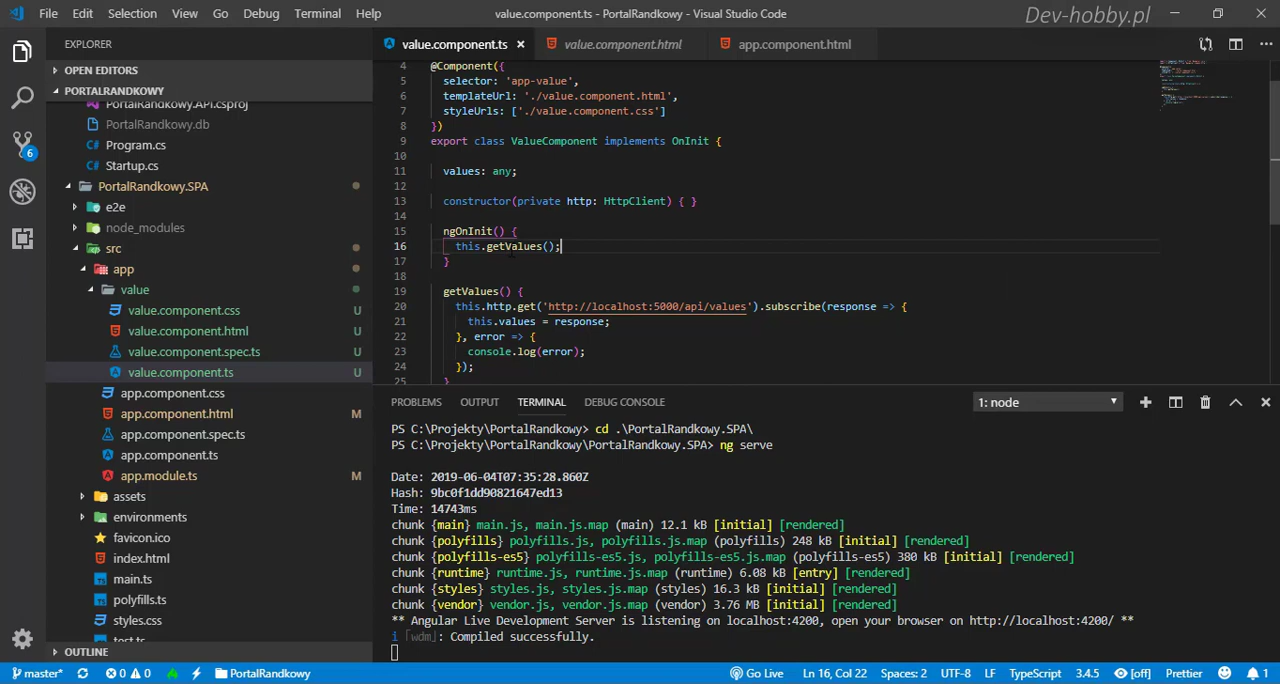 File Edit Selection View Go Debug Terminal Help
value.component.ts - PortalRandkowy - Visual Studio Code
Dev-hobby.pl
EXPLORER
OPEN EDITORS
PORTALRANDKOWY
PortalRandkowy.API.csproj
PortalRandkowy.db
Program.cs
Startup.cs
PortalRandkowy.SPA
e2e
node_modules
src
app
value
value.component.css U
value.component.html U
value.component.spec.ts U
value.component.ts U
app.component.css
app.component.html M
app.component.spec.ts
app.component.ts
app.module.ts M
assets
environments
favicon.ico
index.html
main.ts
polyfills.ts
styles.css
test.ts
OUTLINE
6
value.component.ts
value.component.html
app.component.html
4 @Component({
5 selector: 'app-value',
6 templateUrl: './value.component.html',
7 styleUrls: ['./value.component.css']
8 })
9 export class ValueComponent implements OnInit {
10
11 values: any;
12
13 constructor(private http: HttpClient) { }
14
15 ngOnInit() {
16 this.getValues();
17 }
18
19 getValues() {
20 this.http.get('http://localhost:5000/api/values').subscribe(response => {
21 this.values = response;
22 }, error => {
23 console.log(error);
24 });
25 }
PROBLEMS OUTPUT TERMINAL DEBUG CONSOLE
1: node
PS C:\Projekty\PortalRandkowy> cd .\PortalRandkowy.SPA\
PS C:\Projekty\PortalRandkowy\PortalRandkowy.SPA> ng serve
Date: 2019-06-04T07:35:28.860Z
Hash: 9bc0f1dd90821647ed13
Time: 14743ms
chunk {main} main.js, main.js.map (main) 12.1 kB [initial] [rendered]
chunk {polyfills} polyfills.js, polyfills.js.map (polyfills) 248 kB [initial] [rendered]
chunk {polyfills-es5} polyfills-es5.js, polyfills-es5.js.map (polyfills-es5) 380 kB [initial] [rendered]
chunk {runtime} runtime.js, runtime.js.map (runtime) 6.08 kB [entry] [rendered]
chunk {styles} styles.js, styles.js.map (styles) 16.3 kB [initial] [rendered]
chunk {vendor} vendor.js, vendor.js.map (vendor) 3.76 MB [initial] [rendered]
** Angular Live Development Server is listening on localhost:4200, open your browser on http://localhost:4200/ **
i ｢wdm｣: Compiled successfully.
master* 0 0 PortalRandkowy Go Live Ln 16, Col 22 Spaces: 2 UTF-8 LF TypeScript 3.4.5 [off] Prettier 1